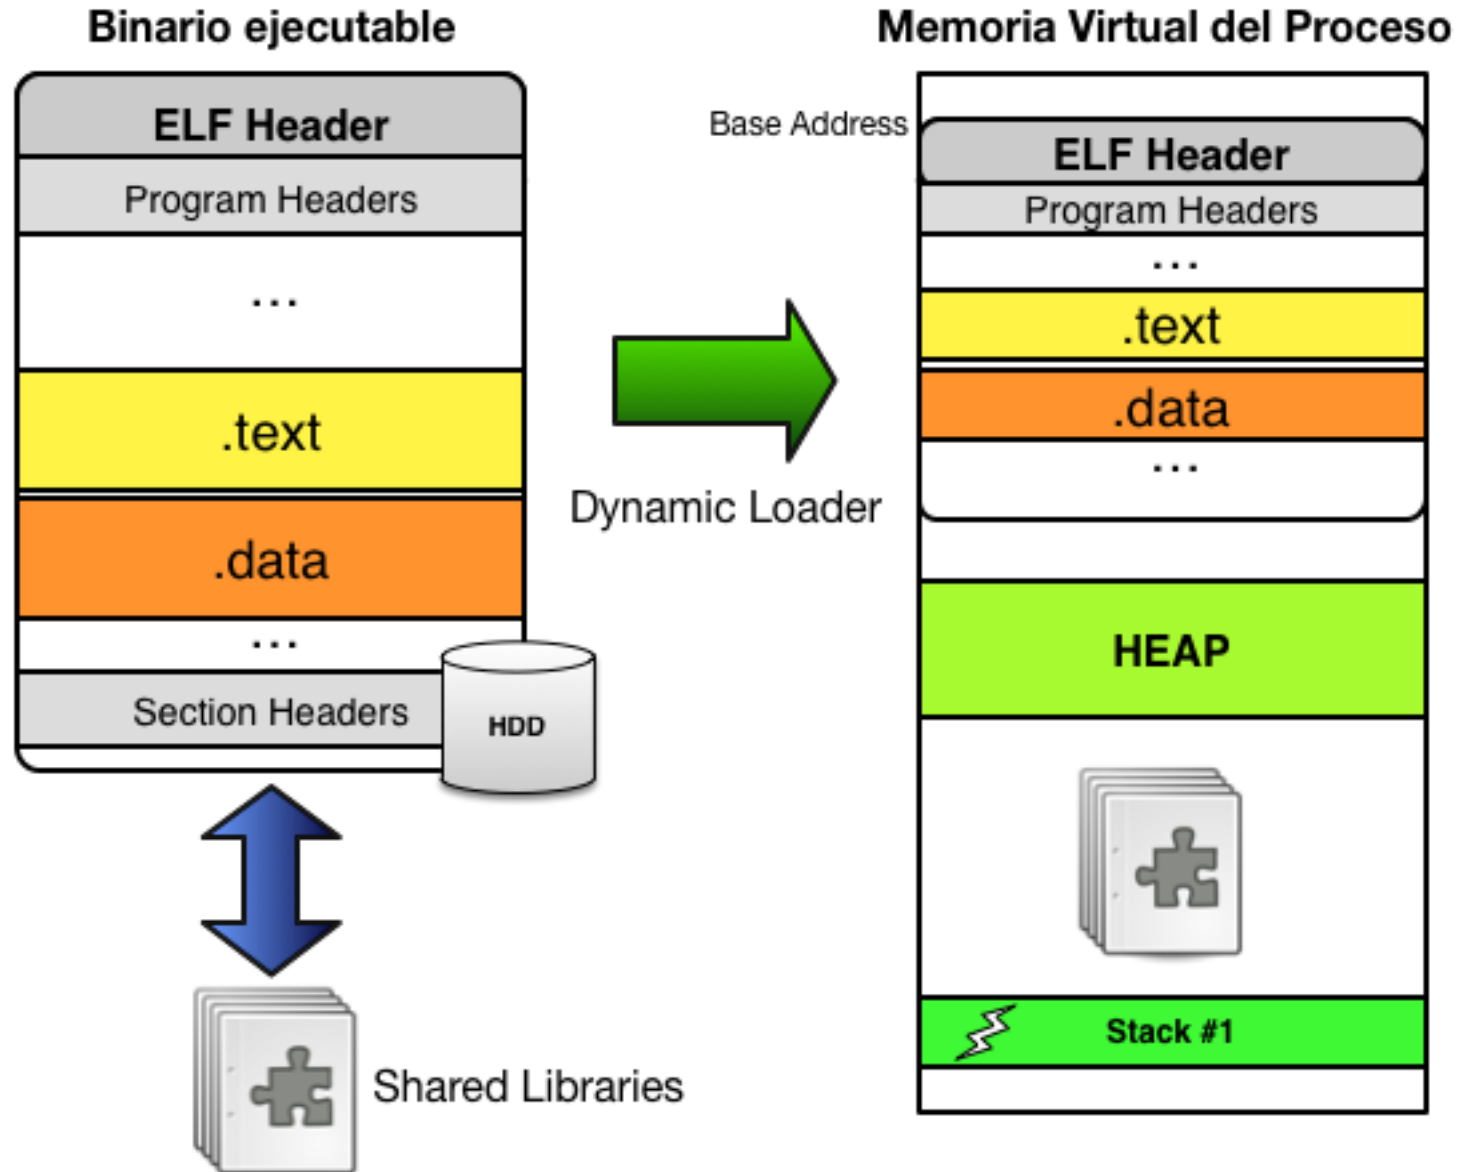 Binario ejecutable
ELF Header
Program Headers
...
.text
.data
...
Section Headers
HDD
Shared Libraries
Dynamic Loader
Memoria Virtual del Proceso
Base Address
ELF Header
Program Headers
...
.text
.data
...
HEAP
Stack #1